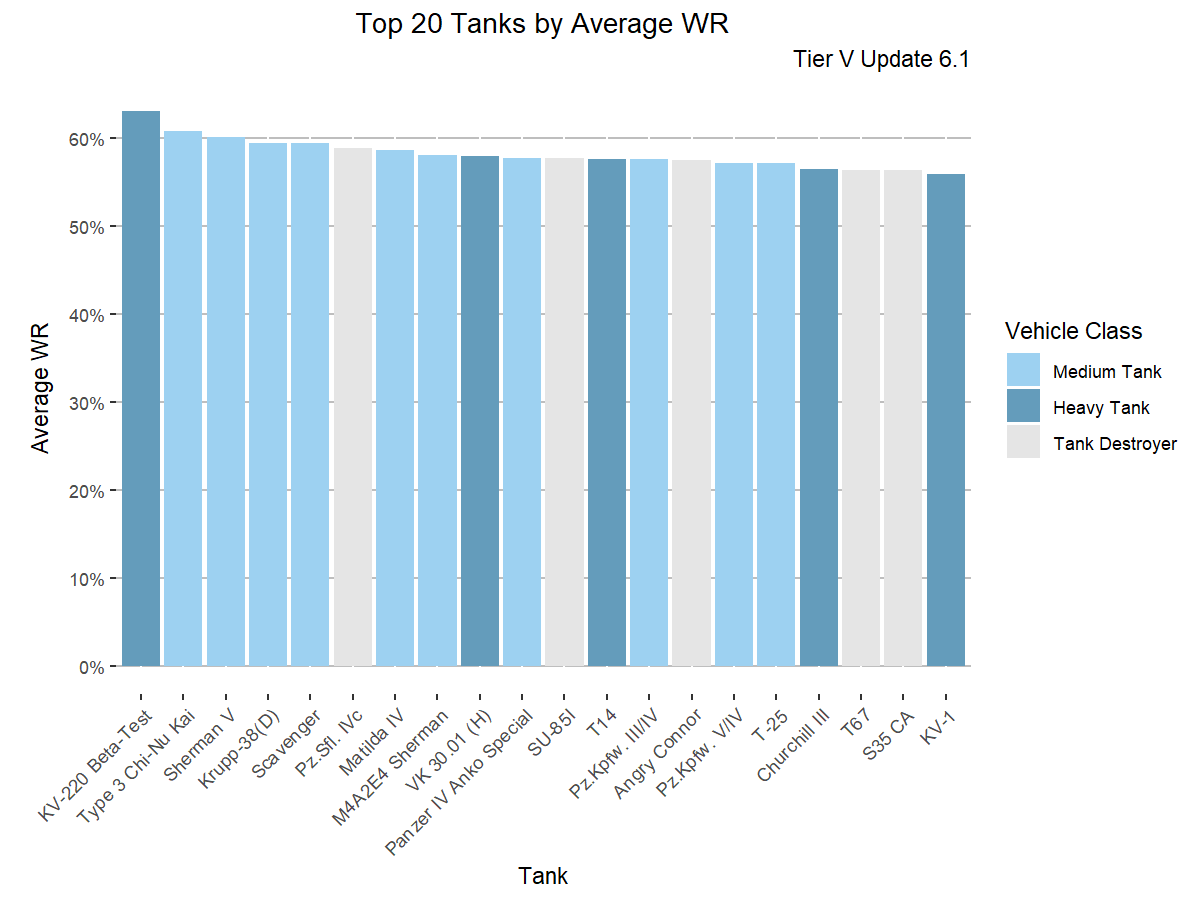 Top 20 Tanks by Average WR
Tier V Update 6.1
Average WR
60%
50%
40%
30%
20%
10%
0%
KV-220 Beta-Test
Type 3 Chi-Nu Kai
Sherman V
Krupp-38(D)
Scavenger
Pz.Sfl. IVc
Matilda IV
M4A2E4 Sherman
VK 30.01 (H)
Panzer IV Anko Special
SU-85I
T14
Pz.Kpfw. III/IV
Angry Connor
Pz.Kpfw. V/IV
T-25
Churchill III
T67
S35 CA
KV-1
Tank
Vehicle Class
Medium Tank
Heavy Tank
Tank Destroyer